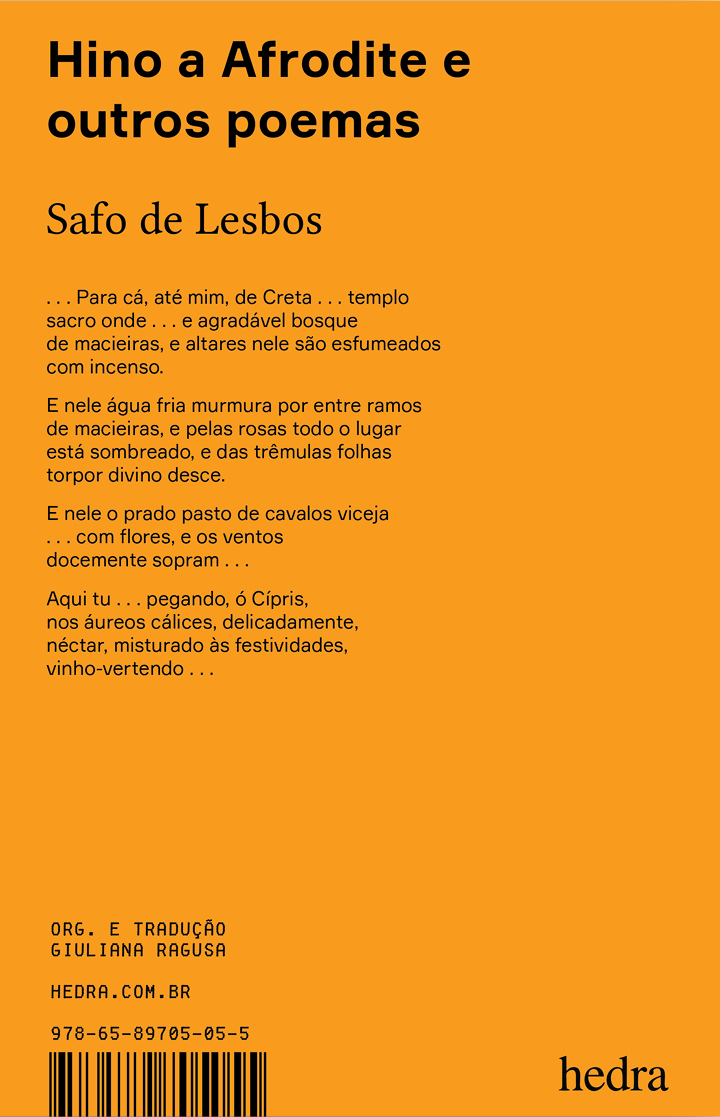 Hino a Afrodite e
outros poemas
Safo de Lesbos
. . . Para cá, até mim, de Creta . . . templo
sacro onde . . . e agradável bosque
de macieiras, e altares nele são esfumeados
com incenso.
E nele água fria murmura por entre ramos
de macieiras, e pelas rosas todo o lugar
está sombreado, e das trêmulas folhas
torpor divino desce.
E nele o prado pasto de cavalos viceja
. . . com flores, e os ventos
docemente sopram . . .
Aqui tu . . . pegando, ó Cípris,
nos áureos cálices, delicadamente,
néctar, misturado às festividades,
vinho-vertendo . . .
ORG. E TRADUÇÃO
GIULIANA RAGUSA
HEDRA.COM.BR
978-65-89705-05-5
hedra